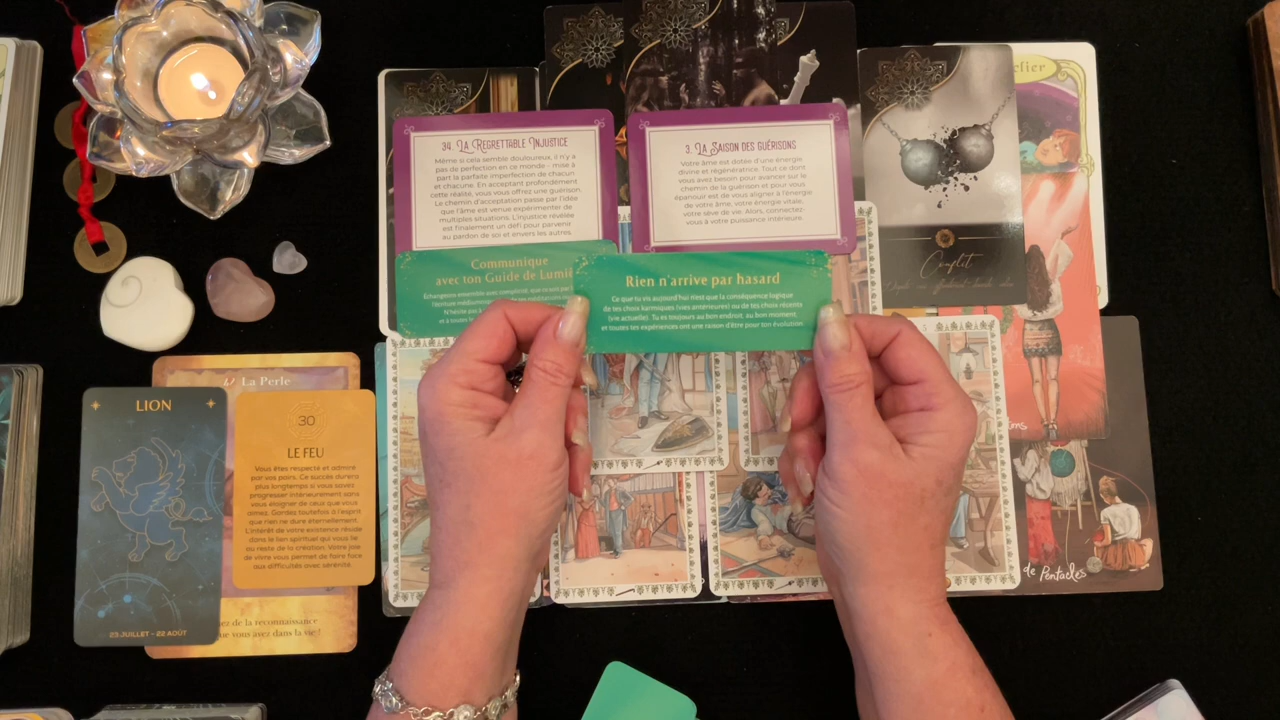 elier
34. La Regrettable Injustice
Même si cela semble douloureux, il n'y a
pas de perfection en ce monde - mise à
part la parfaite imperfection de chacun
et chacune. En acceptant profondément
cette réalité, vous vous offrez une guérison.
Le chemin d'acceptation passe par l'idée
que l'âme est venue expérimenter de
multiples situations. L'injustice révélée
est finalement un défi pour parvenir
au pardon de soi et envers les autres.
3. La Saison des guérisons
Votre âme est dotée d'une énergie
divine et régénératrice. Tout ce dont
vous avez besoin pour avancer sur le
chemin de la guérison et pour vous
épanouir est de vous aligner à l'énergie
de votre âme, votre énergie vitale,
votre sève de vie. Alors, connectez-
vous à votre puissance intérieure.
Conflit
Communique
avec ton Guide de Lumiè
Rien n'arrive par hasard
Ce que tu vis aujourd'hui n'est que la conséquence logique
de tes choix karmiques (vies antérieures) ou de tes choix récents
(vie actuelle). Tu es toujours au bon endroit, au bon moment,
et toutes tes expériences ont une raison d'être pour ton évolution.
La Perle
LION
23 JUILLET - 22 AOÛT
30
LE FEU
Vous êtes respecté et admiré
par vos pairs. Ce succès durera
plus longtemps si vous savez
progresser intérieurement sans
vous éloigner de ceux que vous
aimez. Gardez toutefois à l'esprit
que rien ne dure éternellement.
L'intérêt de votre existence réside
dans le lien spirituel qui vous lie
au reste de la création. Votre joie
de vivre vous permet de faire face
aux difficultés avec sérénité.
ez de la reconnaissance
que vous avez dans la vie !
de Pentacles